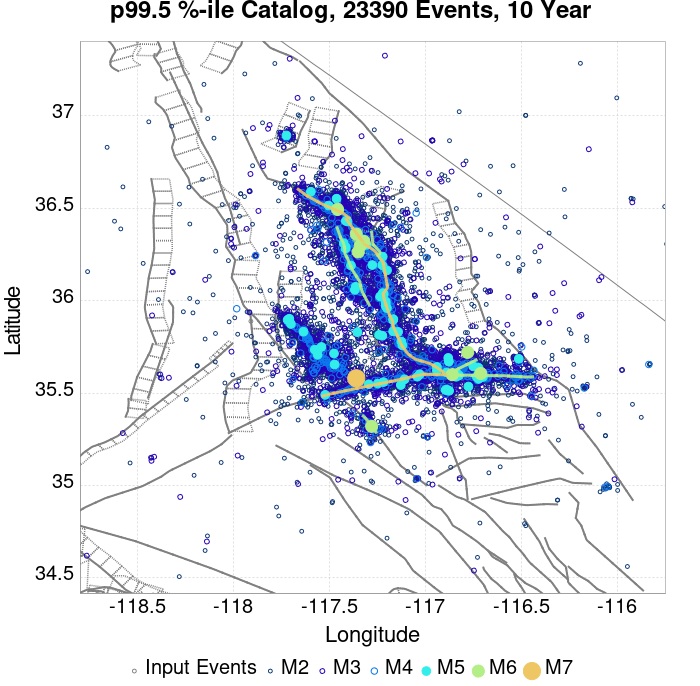 p99.5 %-ile Catalog, 23390 Events, 10 Year
37
36.5
36
35.5
35
34.5
Latitude
-118.5 -118 -117.5 -117 -116.5 -116
Longitude
Input Events M2 M3 M4 M5 M6 M7